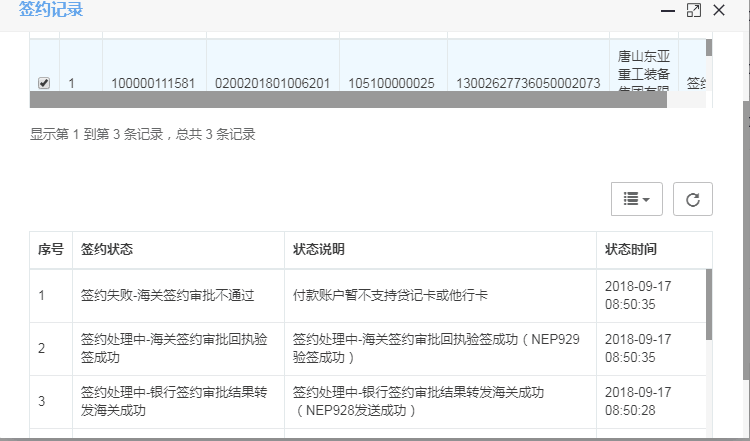 签约记录
唐山东亚
重工装备
1 100000111581 0200201801006201 105100000025 13002627736050002073 签约
集团有限
显示第 1 到第 3 条记录，总共 3 条记录
序号 签约状态 状态说明 状态时间
1 签约失败-海关签约审批不通过 付款账户暂不支持贷记卡或他行卡 2018-09-17
08:50:35
2 签约处理中-海关签约审批回执验 签约处理中-海关签约审批回执验签成功（NEP929 2018-09-17
签成功 验签成功） 08:50:35
3 签约处理中-银行签约审批结果转 签约处理中-银行签约审批结果转发海关成功 2018-09-17
发海关成功 （NEP928发送成功） 08:50:28